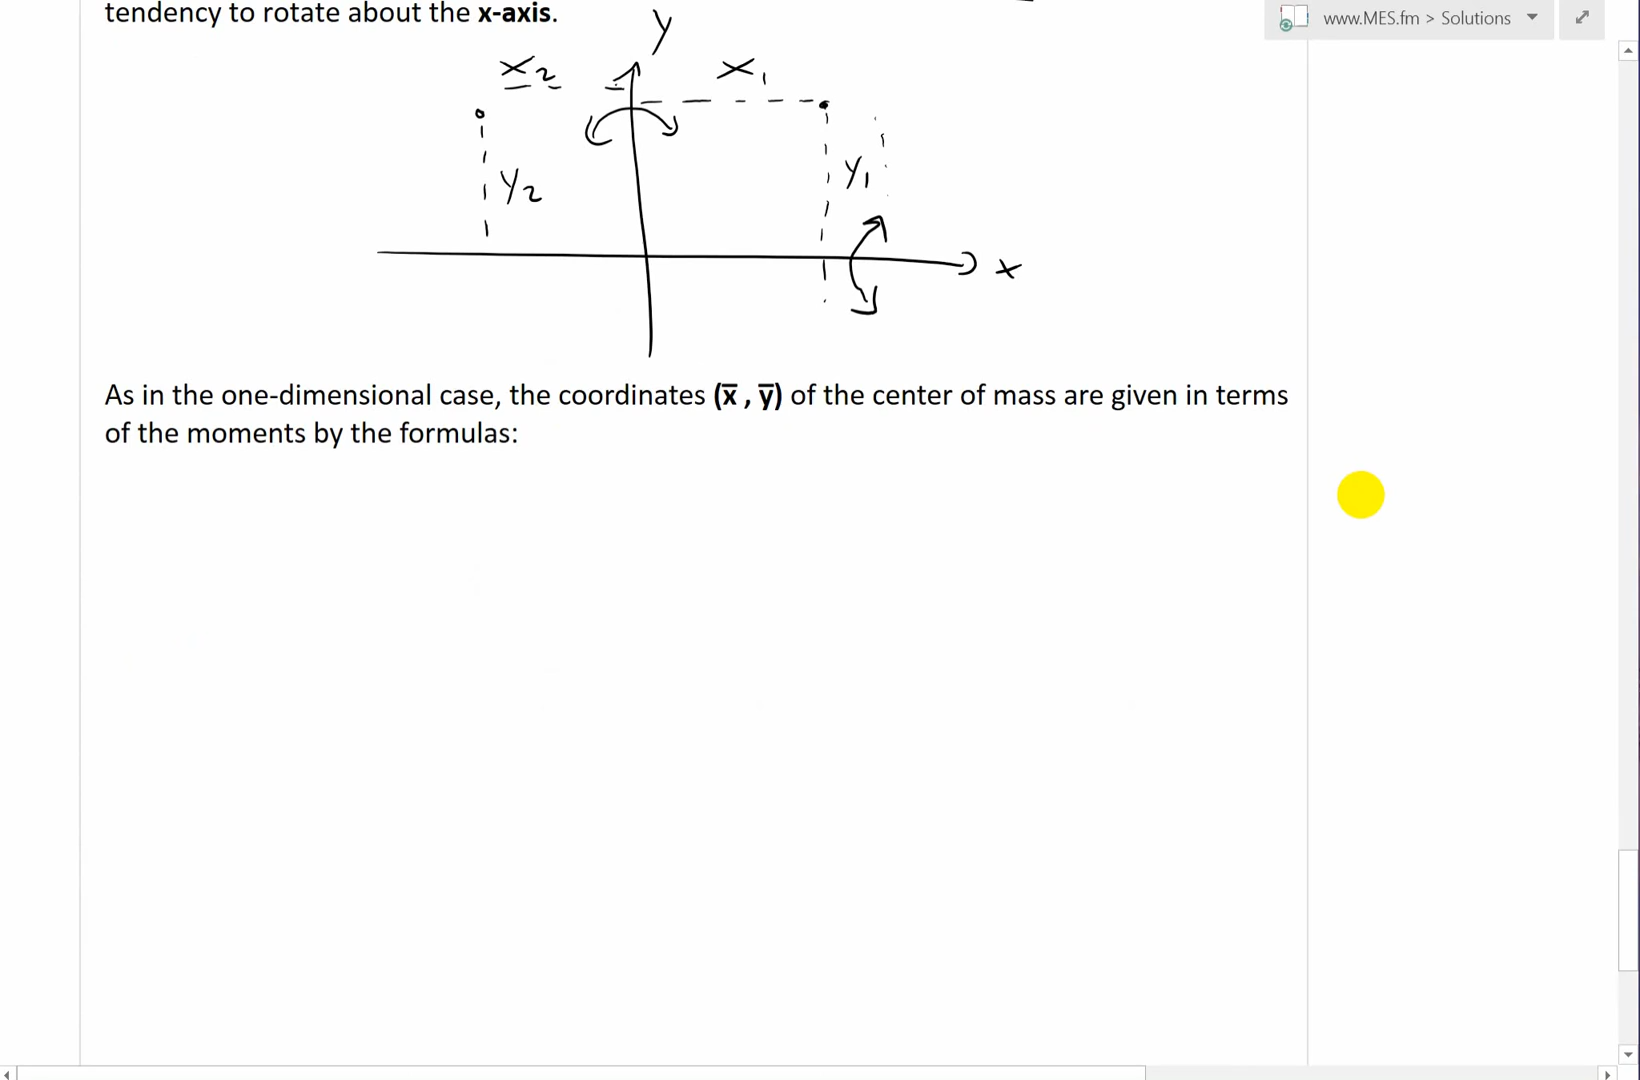 tendency to rotate about the x-axis.
www.MES.fm > Solutions
y
x₂
x₁
y₂
y₁
x
As in the one-dimensional case, the coordinates (x̅ , y̅) of the center of mass are given in terms
of the moments by the formulas: